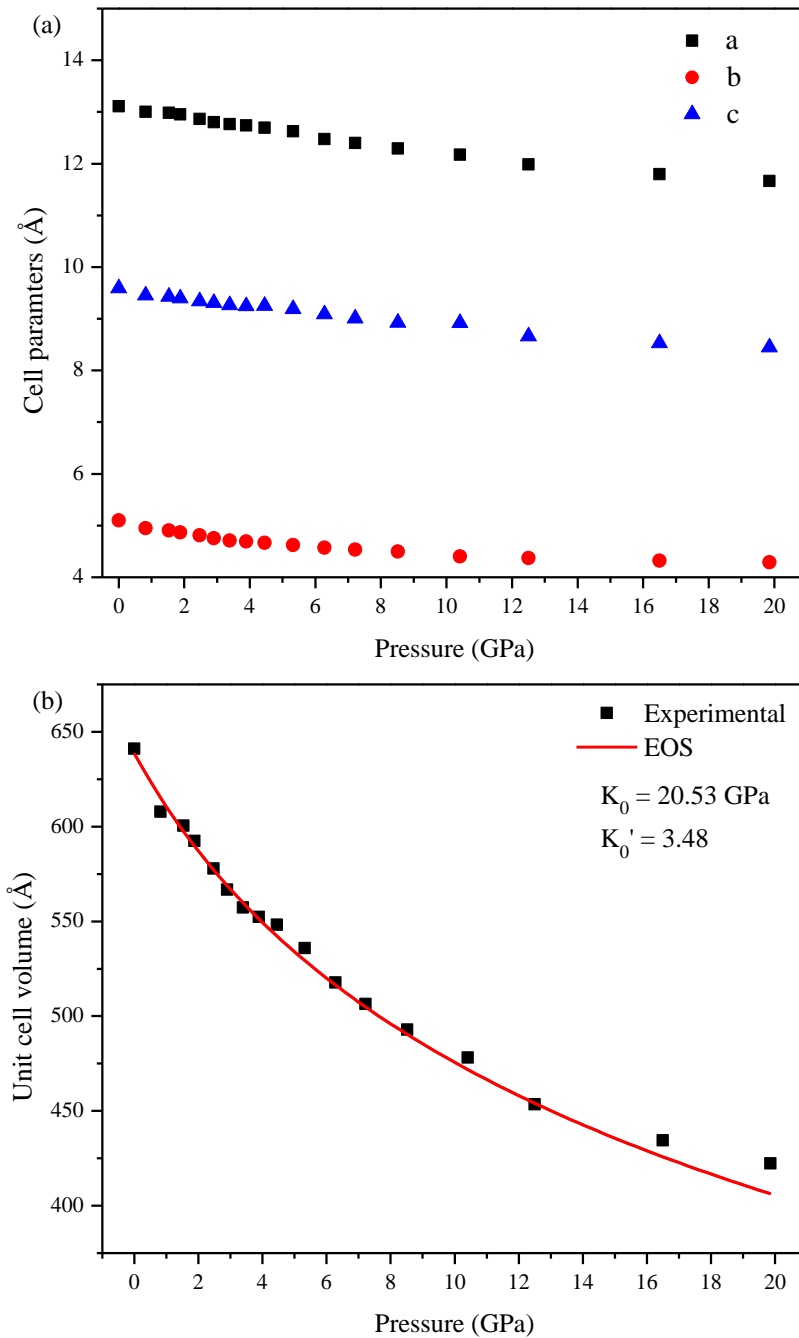 (a)
a
b
c
14
12
10
8
6
4
Cell paramters (Å)
0 2 4 6 8 10 12 14 16 18 20
Pressure (GPa)
(b)
Experimental
EOS
K0 = 20.53 GPa
K0' = 3.48
650
600
550
500
450
400
Unit cell volume (Å)
0 2 4 6 8 10 12 14 16 18 20
Pressure (GPa)